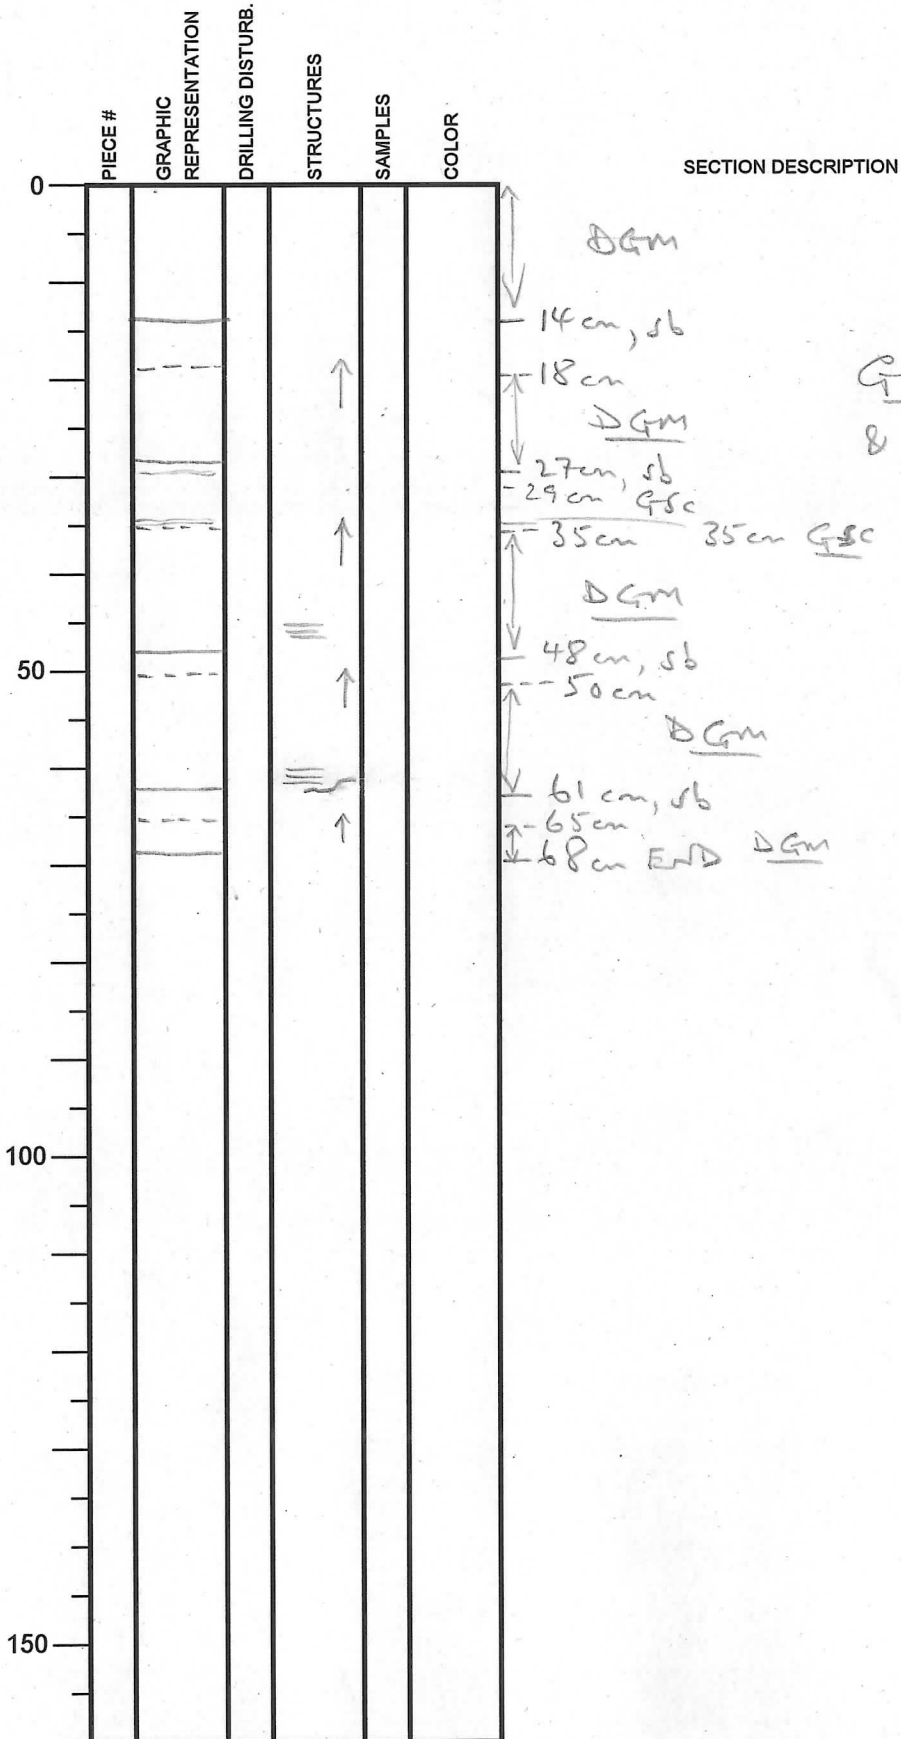 PIECE #
GRAPHIC
REPRESENTATION
DRILLING DISTURB.
STRUCTURES
SAMPLES
COLOR
SECTION DESCRIPTION
0
DGM
14 cm, sb
18 cm
G
&
DGM
27 cm, sb
29 cm GSC
35 cm 35 cm GSC
DGM
48 cm, sb
50
50 cm
DGM
61 cm, sb
65 cm
68 cm END DGM
100
150